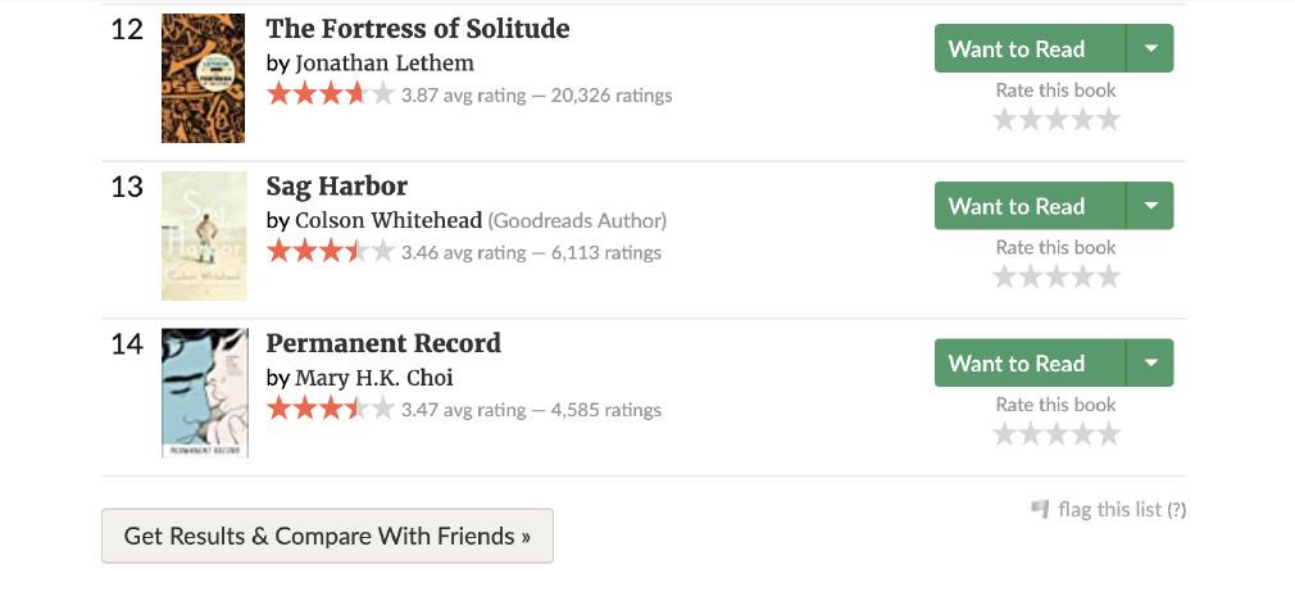 12
The Fortress of Solitude
by Jonathan Lethem
3.87 avg rating — 20,326 ratings
Want to Read
Rate this book
13
Sag Harbor
by Colson Whitehead (Goodreads Author)
3.46 avg rating — 6,113 ratings
Want to Read
Rate this book
14
Permanent Record
by Mary H.K. Choi
3.47 avg rating — 4,585 ratings
Want to Read
Rate this book
PERMANENT RECORD
flag this list (?)
Get Results & Compare With Friends »